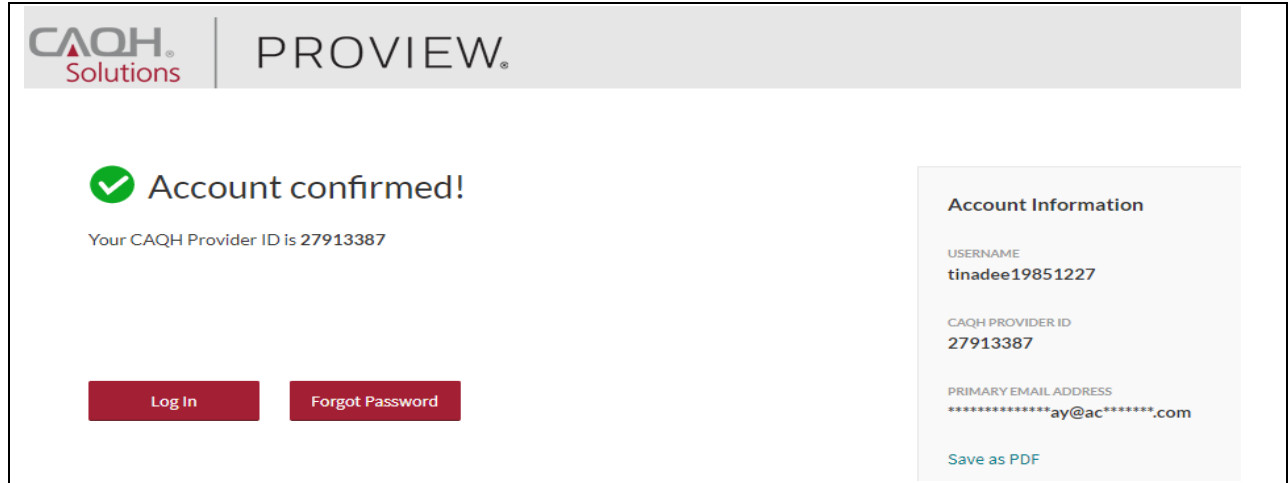 CAQH®
Solutions
PROVIEW®
Account confirmed!
Your CAQH Provider ID is 27913387
Log In
Forgot Password
Account Information
USERNAME
tinadee19851227
CAQH PROVIDER ID
27913387
PRIMARY EMAIL ADDRESS
**************ay@ac*******.com
Save as PDF